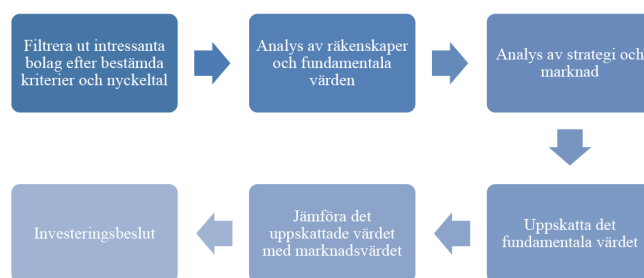 Filtrera ut intressanta
bolag efter bestämda
kriterier och nyckeltal
Analys av räkenskaper
och fundamentala
värden
Analys av strategi och
marknad
Uppskatta det
fundamentala värdet
Jämföra det
uppskattade värdet
med marknadsvärdet
Investeringsbeslut